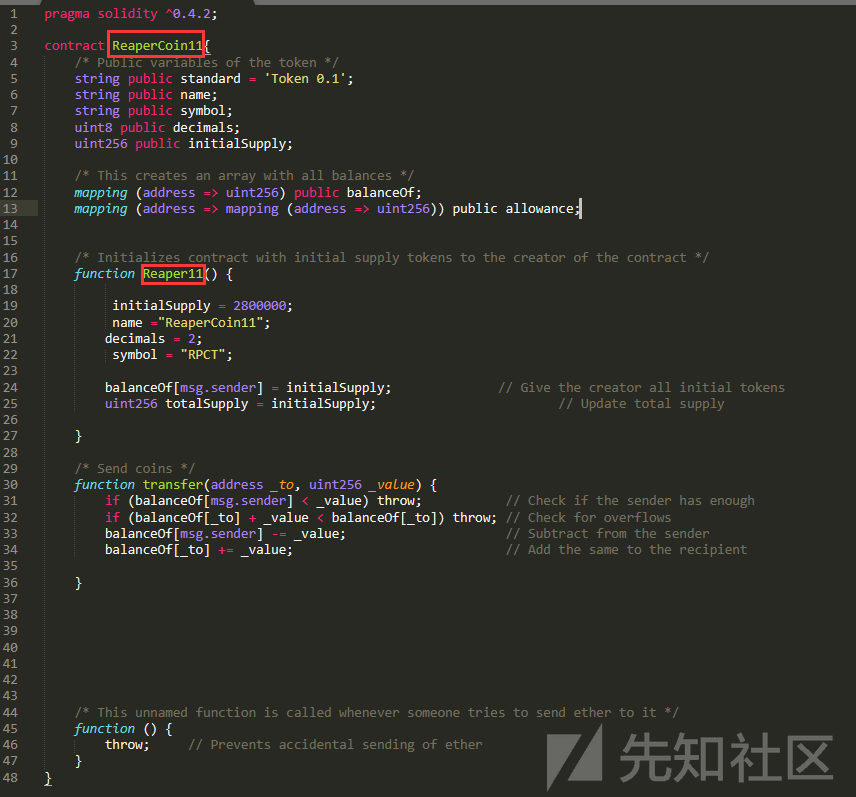 1 pragma solidity ^0.4.2;
2
3 contract ReaperCoin11{
4 /* Public variables of the token */
5 string public standard = 'Token 0.1';
6 string public name;
7 string public symbol;
8 uint8 public decimals;
9 uint256 public initialSupply;
10
11 /* This creates an array with all balances */
12 mapping (address => uint256) public balanceOf;
13 mapping (address => mapping (address => uint256)) public allowance;
14
15
16 /* Initializes contract with initial supply tokens to the creator of the contract */
17 function Reaper11() {
18
19 initialSupply = 2800000;
20 name ="ReaperCoin11";
21 decimals = 2;
22 symbol = "RPCT";
23
24 balanceOf[msg.sender] = initialSupply; // Give the creator all initial tokens
25 uint256 totalSupply = initialSupply; // Update total supply
26
27 }
28
29 /* Send coins */
30 function transfer(address _to, uint256 _value) {
31 if (balanceOf[msg.sender] < _value) throw; // Check if the sender has enough
32 if (balanceOf[_to] + _value < balanceOf[_to]) throw; // Check for overflows
33 balanceOf[msg.sender] -= _value; // Subtract from the sender
34 balanceOf[_to] += _value; // Add the same to the recipient
35
36 }
37
38
39
40
41
42
43
44 /* This unnamed function is called whenever someone tries to send ether to it */
45 function () {
46 throw; // Prevents accidental sending of ether
47 }
48 }
先知社区